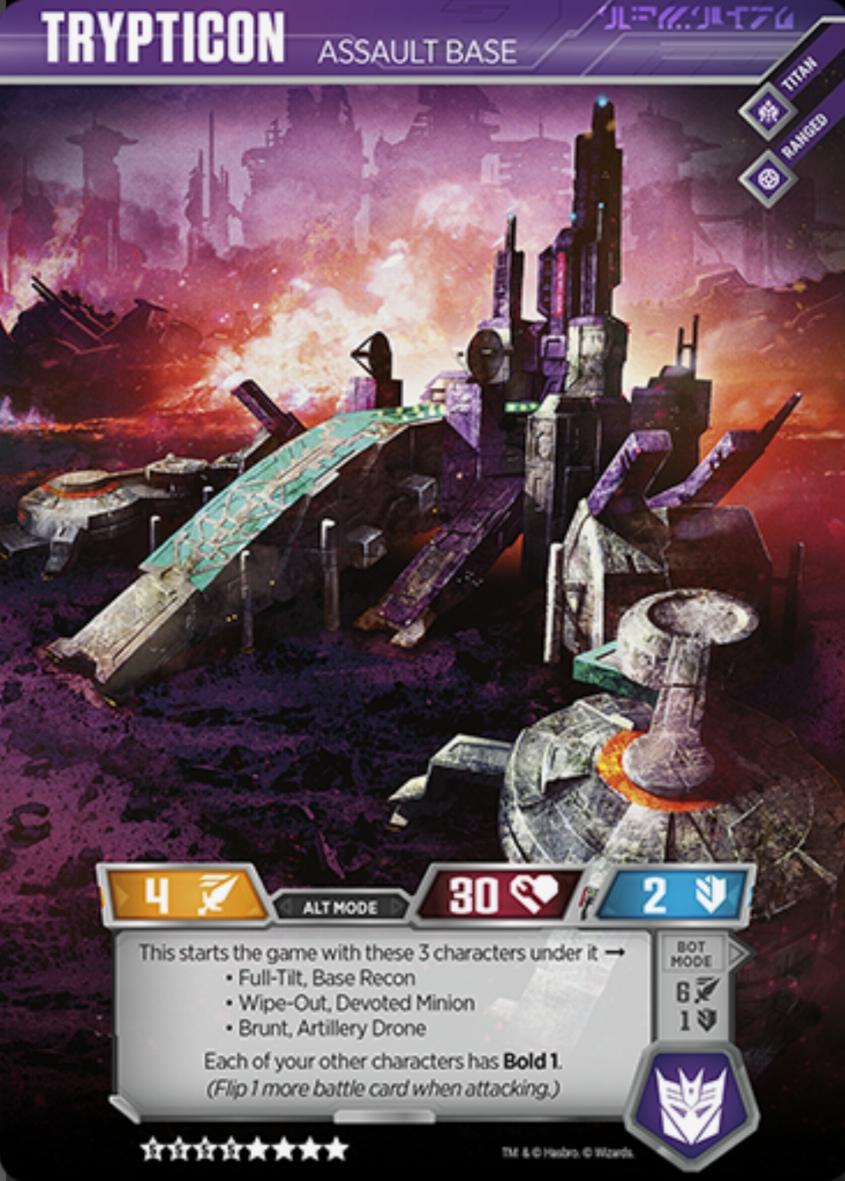 TRYPTICON ASSAULT BASE
TITAN
RANGED
4
ALT MODE
30
2
This starts the game with these 3 characters under it →
• Full-Tilt, Base Recon
• Wipe-Out, Devoted Minion
• Brunt, Artillery Drone
Each of your other characters has Bold 1.
(Flip 1 more battle card when attacking.)
BOT
MODE
6
1
TM & © Hasbro. © Wizards.